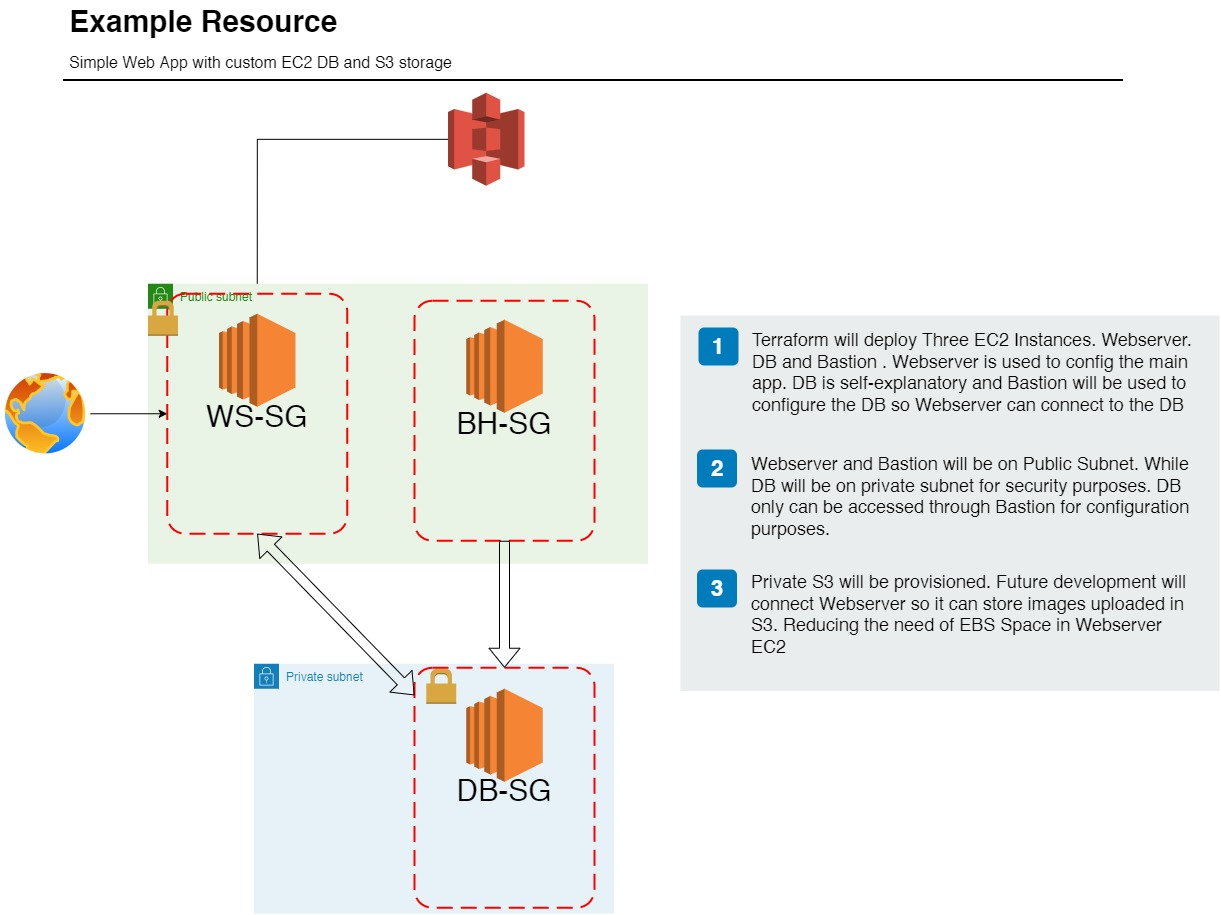 Example Resource
Simple Web App with custom EC2 DB and S3 storage
Public subnet
WS-SG
BH-SG
Private subnet
DB-SG
1
Terraform will deploy Three EC2 Instances. Webserver.
DB and Bastion . Webserver is used to config the main
app. DB is self-explanatory and Bastion will be used to
configure the DB so Webserver can connect to the DB
2
Webserver and Bastion will be on Public Subnet. While
DB will be on private subnet for security purposes. DB
only can be accessed through Bastion for configuration
purposes.
3
Private S3 will be provisioned. Future development will
connect Webserver so it can store images uploaded in
S3. Reducing the need of EBS Space in Webserver
EC2